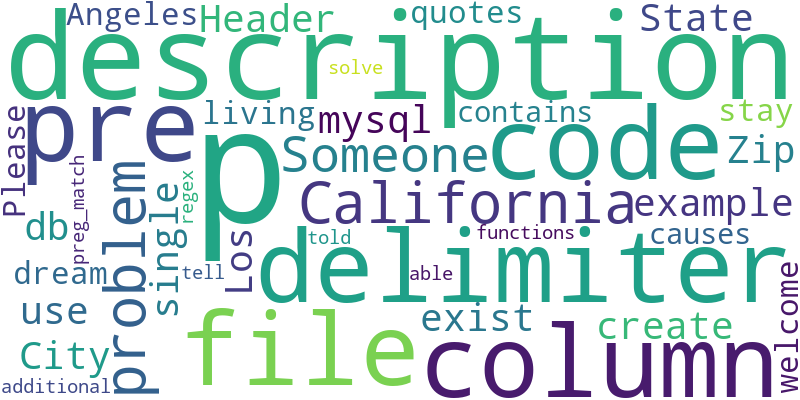 Angeles Header quotes State
description
solve
Please pre living mysql contains stay
p code
Someone Zip
problem single regex preg_match California example
db Los delimiter told functions causes
dream tell able
use file exist create welcome
City column
additional